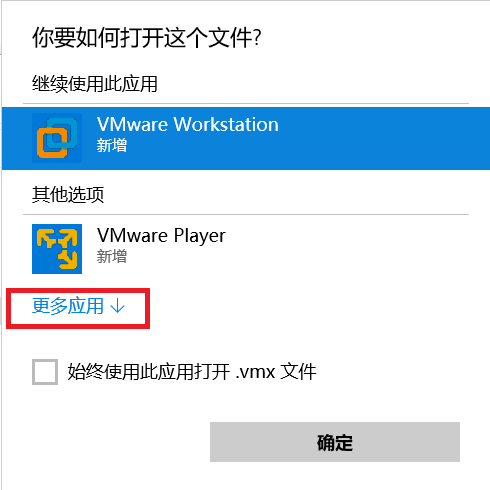 你要如何打开这个文件?
继续使用此应用
VMware Workstation
新增
其他选项
VMware Player
新增
更多应用 ↓
始终使用此应用打开 .vmx 文件
确定